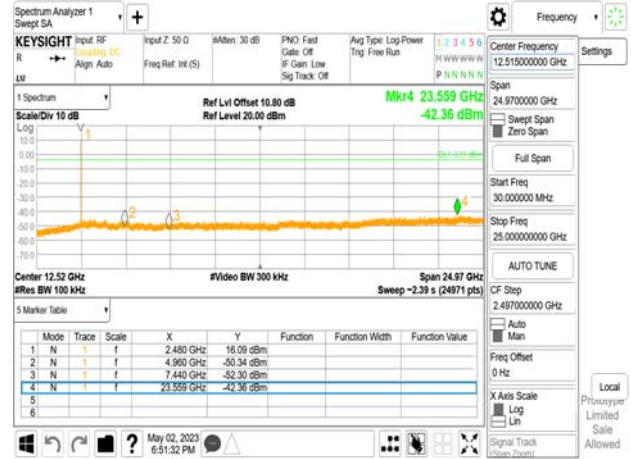 Spectrum Analyzer 1
Swept SA
Frequency
KEYSIGHT
R
Input: RF
Coupling: DC
Align: Auto
Input Z: 50 Ω
Freq Ref: Int (S)
#Atten: 30 dB
PNO: Fast
Gate: Off
IF Gain: Low
Sig Track: Off
Avg Type: Log-Power
Trig: Free Run
1 2 3 4 5 6
M W W W W W
P N N N N N
1 Spectrum
Scale/Div 10 dB
Ref Lvl Offset 10.80 dB
Ref Level 20.00 dBm
Mkr4 23.559 GHz
-42.36 dBm
Log
10.0
0.00
-10.0
-20.0
-30.0
-40.0
-50.0
-60.0
-70.0
1
2
3
4
Center 12.52 GHz
#Res BW 100 kHz
#Video BW 300 kHz
Span 24.97 GHz
Sweep ~2.39 s (24971 pts)
5 Marker Table
Mode Trace Scale X Y Function Function Width Function Value
1 N 1 f 2.480 GHz 16.09 dBm
2 N 1 f 4.960 GHz -50.34 dBm
3 N 1 f 7.440 GHz -52.30 dBm
4 N 1 f 23.559 GHz -42.36 dBm
5
6
?
May 02, 2023
6:51:32 PM
Center Frequency
12.515000000 GHz
Settings
Span
24.9700000 GHz
Swept Span
Zero Span
Full Span
Start Freq
30.000000 MHz
Stop Freq
25.000000000 GHz
AUTO TUNE
CF Step
2.497000000 GHz
Auto
Man
Freq Offset
0 Hz
X Axis Scale
Log
Lin
Signal Track
(Span Zoom)
Local
Prototype
Limited
Sale
Allowed